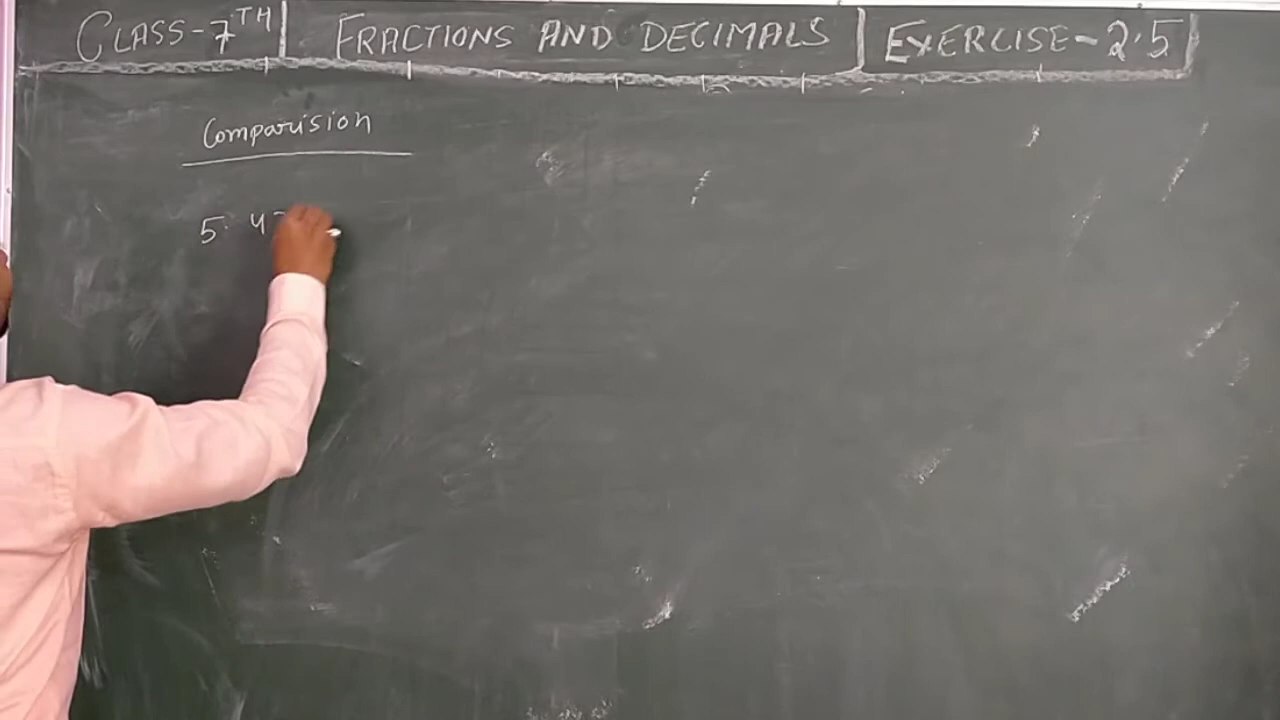 CLASS-7TH FRACTIONS AND DECIMALS EXERCISE-2.5
Comparision
5. 4